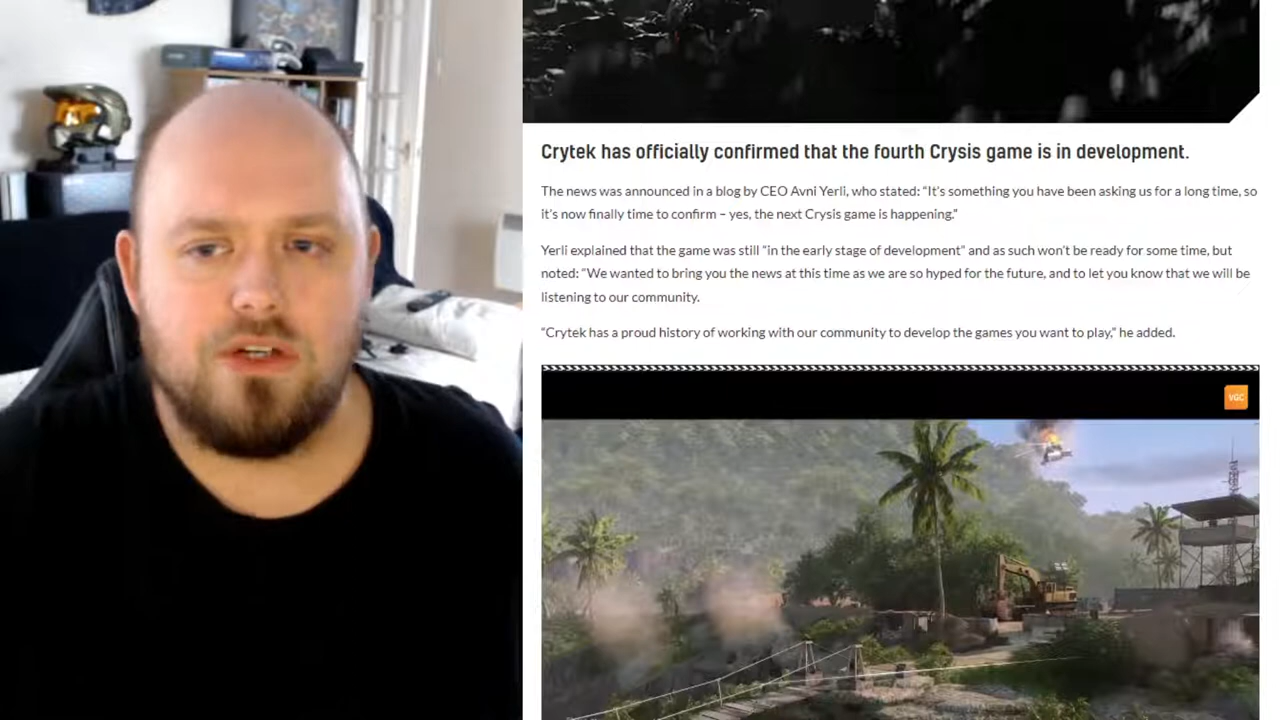 Crytek has officially confirmed that the fourth Crysis game is in development.
The news was announced in a blog by CEO Avni Yerli, who stated: “It’s something you have been asking us for a long time, so
it’s now finally time to confirm – yes, the next Crysis game is happening.”
Yerli explained that the game was still “in the early stage of development” and as such won’t be ready for some time, but
noted: “We wanted to bring you the news at this time as we are so hyped for the future, and to let you know that we will be
listening to our community.
“Crytek has a proud history of working with our community to develop the games you want to play,” he added.
VGC